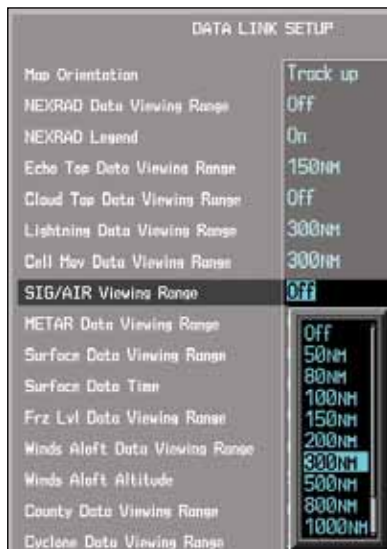 DATA LINK SETUP
Map Orientation Track up
NEXRAD Data Viewing Range Off
NEXRAD Legend On
Echo Top Data Viewing Range 150NM
Cloud Top Data Viewing Range Off
Lightning Data Viewing Range 300NM
Cell Mov Data Viewing Range 300NM
SIG/AIR Viewing Range Off
METAR Data Viewing Range
Surface Data Viewing Range
Surface Data Time
Frz Lvl Data Viewing Range
Winds Aloft Data Viewing Range
Winds Aloft Altitude
County Data Viewing Range
Cyclone Data Viewing Range
Off
50NM
80NM
100NM
150NM
200NM
300NM
500NM
800NM
1000NM